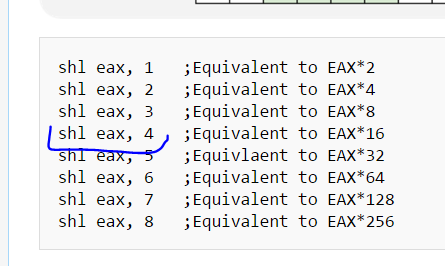 shl eax, 1 ;Equivalent to EAX*2
shl eax, 2 ;Equivalent to EAX*4
shl eax, 3 ;Equivalent to EAX*8
shl eax, 4 ;Equivalent to EAX*16
shl eax, 5 ;Equivlaent to EAX*32
shl eax, 6 ;Equivalent to EAX*64
shl eax, 7 ;Equivalent to EAX*128
shl eax, 8 ;Equivalent to EAX*256